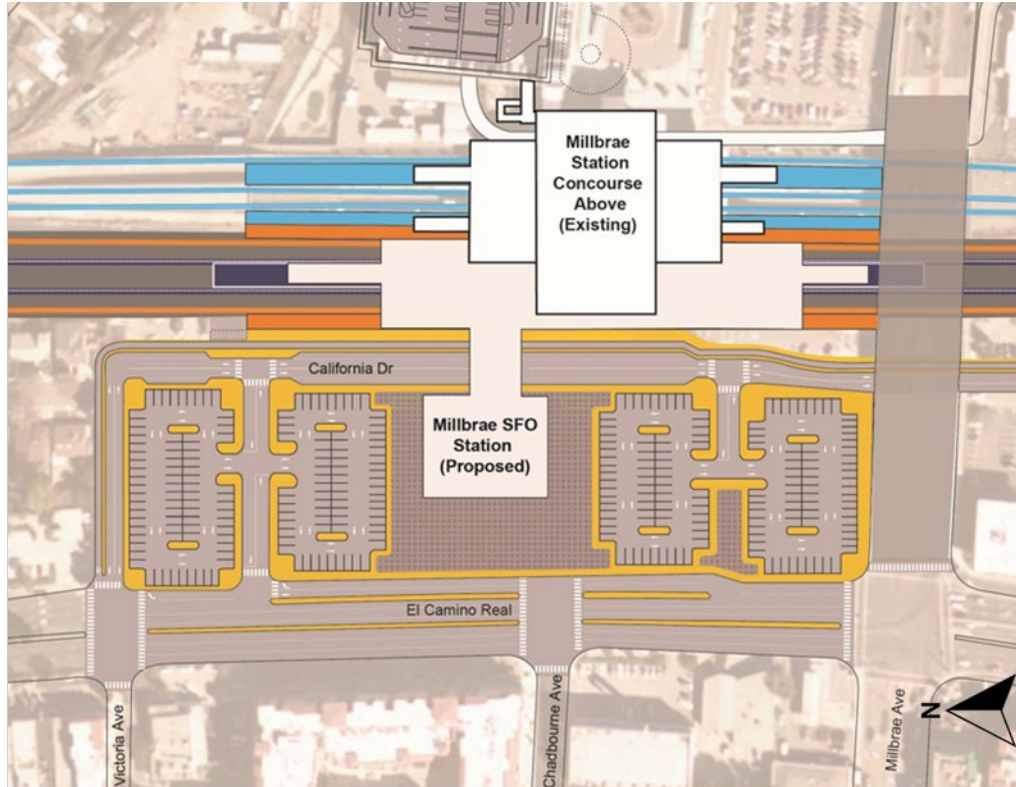 Millbrae
Station
Concourse
Above
(Existing)
California Dr
Millbrae SFO
Station
(Proposed)
El Camino Real
Victoria Ave
Chadbourne Ave
Millbrae Ave
N